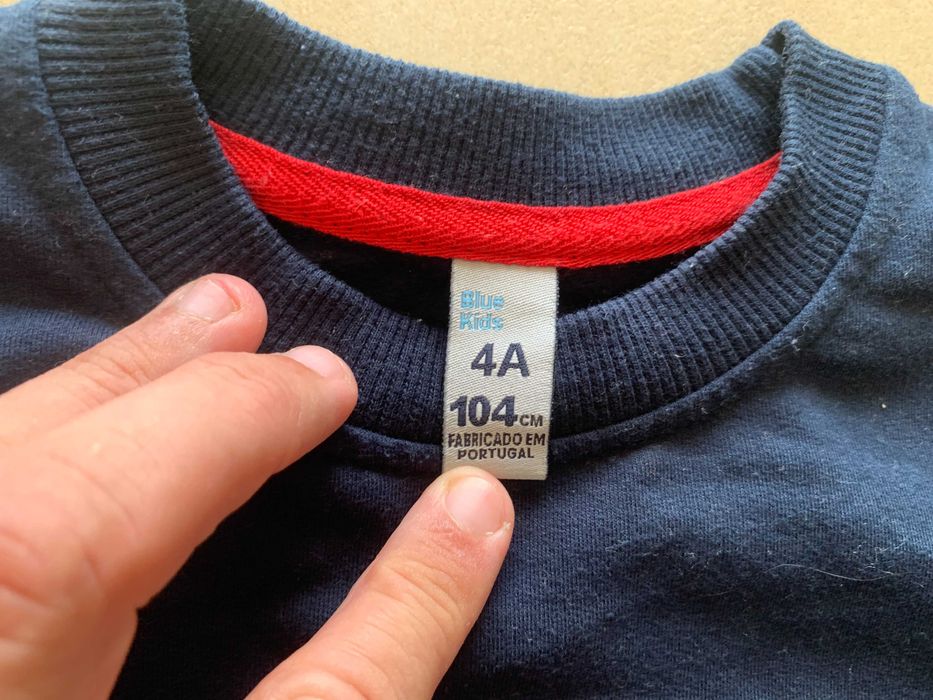 Blue
Kids
4A
104CM
FABRICADO EM
PORTUGAL